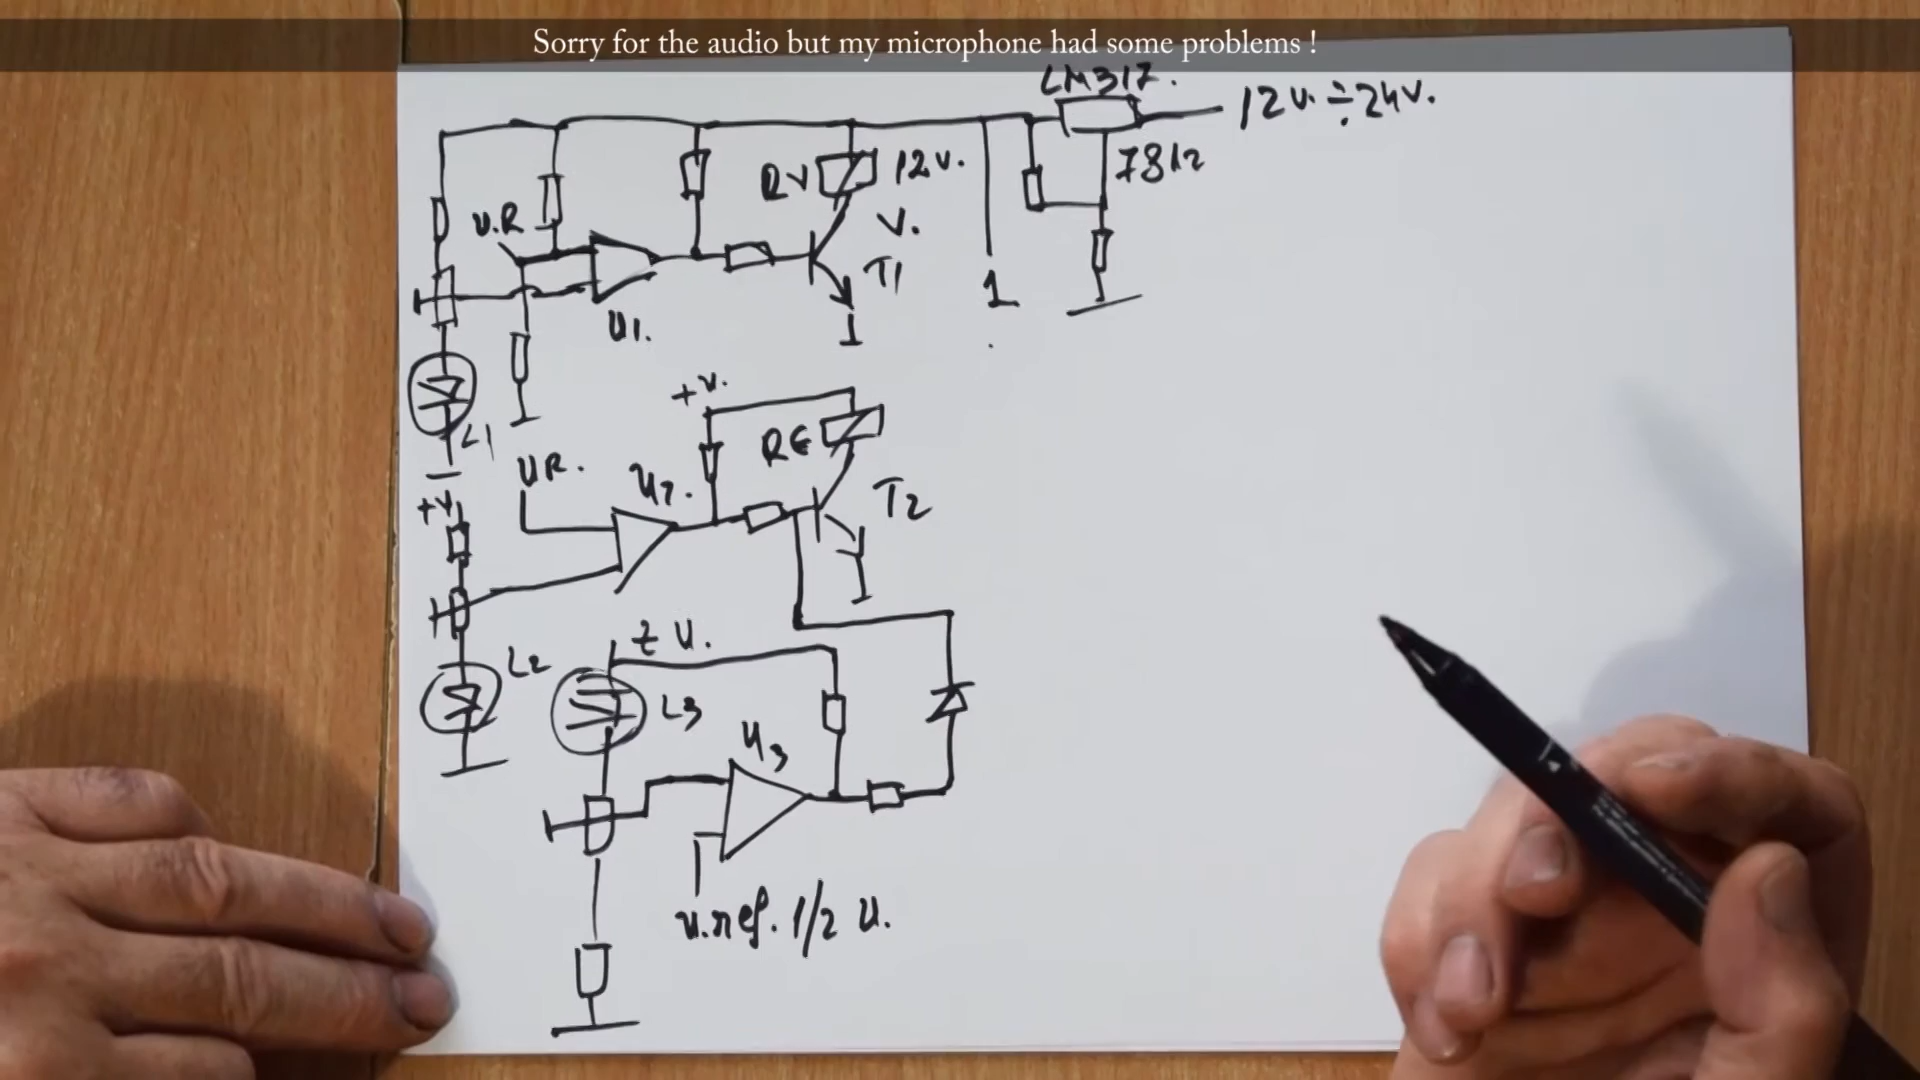 Sorry for the audio but my microphone had some problems !
LM317.
12V. ÷ 24V.
7812
RV
12V.
V.R
V.
T1
U1.
1
+V.
L1
RE
UR.
U2.
T2
+V
± U.
L2
L3
U3
v.ref. 1/2 U.